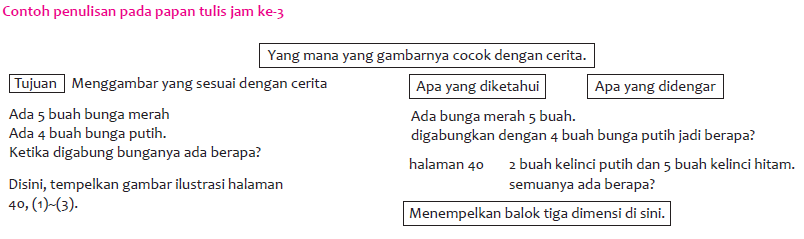 Contoh penulisan pada papan tulis jam ke-3
Yang mana yang gambarnya cocok dengan cerita.
Tujuan Menggambar yang sesuai dengan cerita
Ada 5 buah bunga merah
Ada 4 buah bunga putih.
Ketika digabung bunganya ada berapa?
Disini, tempelkan gambar ilustrasi halaman
40, (1)~(3).
Apa yang diketahui
Apa yang didengar
Ada bunga merah 5 buah.
digabungkan dengan 4 buah bunga putih jadi berapa?
halaman 40 2 buah kelinci putih dan 5 buah kelinci hitam.
semuanya ada berapa?
Menempelkan balok tiga dimensi di sini.